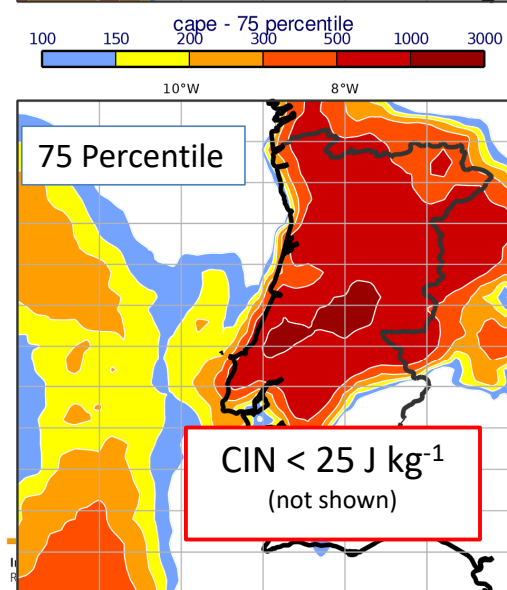 cape - 75 percentile
100 150 200 300 500 1000 3000
10°W 8°W
75 Percentile
CIN < 25 J kg⁻¹
(not shown)
In
R